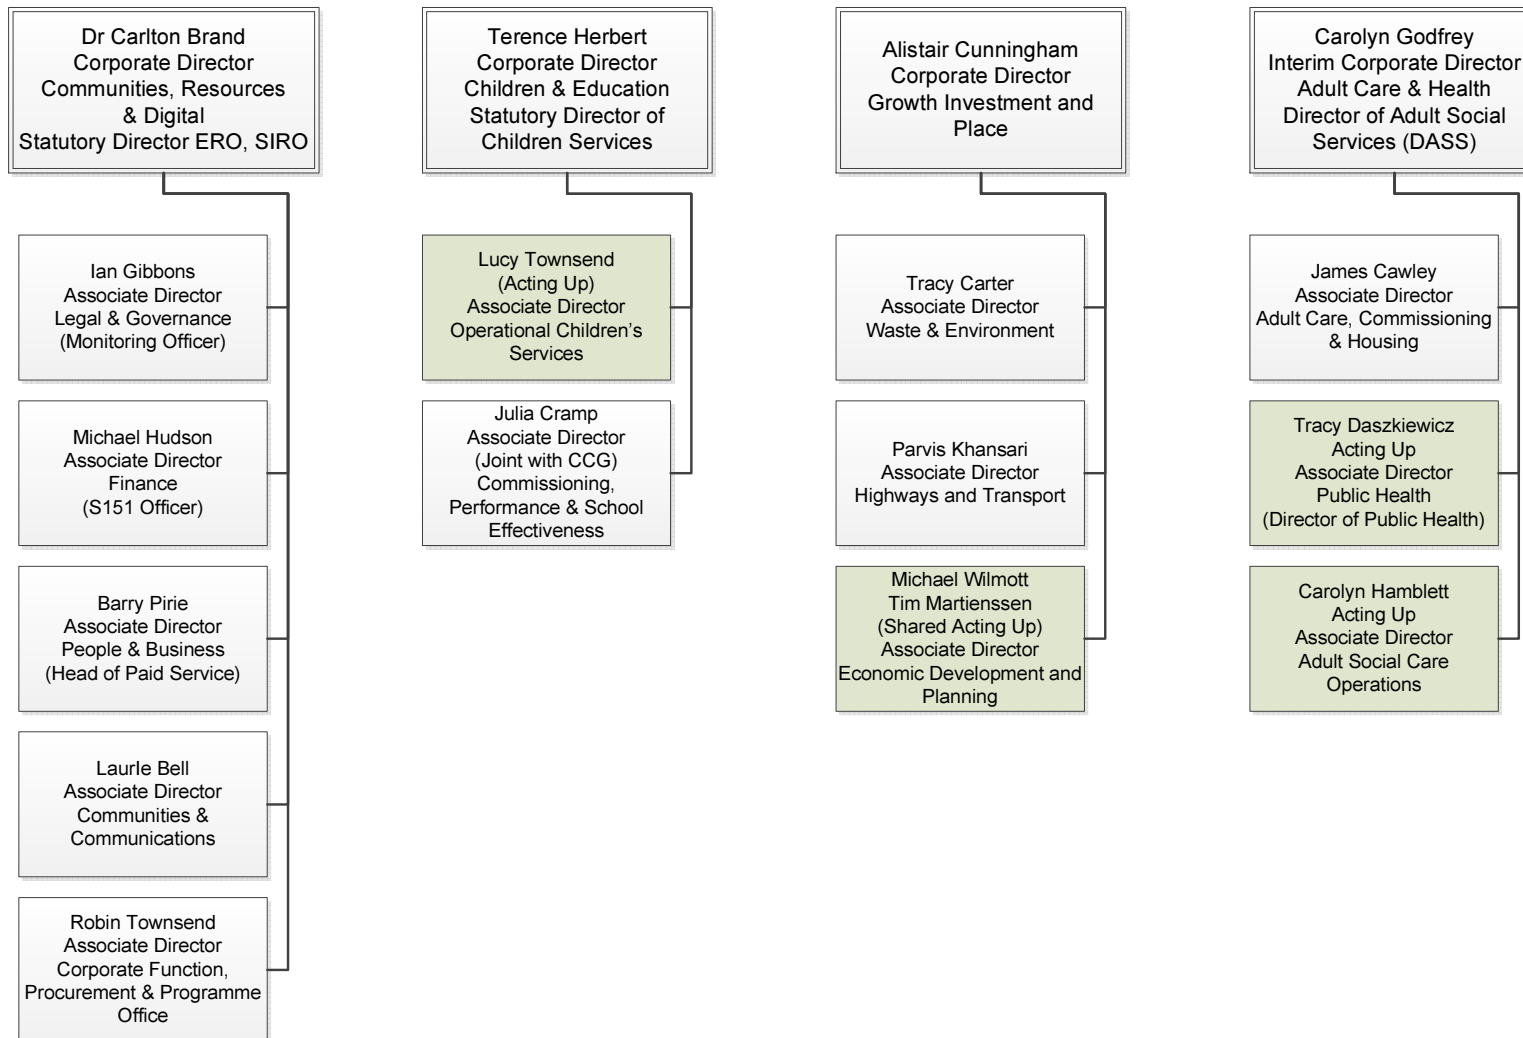 Dr Carlton Brand
Corporate Director
Communities, Resources
& Digital
Statutory Director ERO, SIRO
Ian Gibbons
Associate Director
Legal & Governance
(Monitoring Officer)
Michael Hudson
Associate Director
Finance
(S151 Officer)
Barry Pirie
Associate Director
People & Business
(Head of Paid Service)
LaurIe Bell
Associate Director
Communities &
Communications
Robin Townsend
Associate Director
Corporate Function,
Procurement & Programme
Office
Terence Herbert
Corporate Director
Children & Education
Statutory Director of
Children Services
Lucy Townsend
(Acting Up)
Associate Director
Operational Children's
Services
Julia Cramp
Associate Director
(Joint with CCG)
Commissioning,
Performance & School
Effectiveness
Alistair Cunningham
Corporate Director
Growth Investment and
Place
Tracy Carter
Associate Director
Waste & Environment
Parvis Khansari
Associate Director
Highways and Transport
Michael Wilmott
Tim Martienssen
(Shared Acting Up)
Associate Director
Economic Development and
Planning
Carolyn Godfrey
Interim Corporate Director
Adult Care & Health
Director of Adult Social
Services (DASS)
James Cawley
Associate Director
Adult Care, Commissioning
& Housing
Tracy Daszkiewicz
Acting Up
Associate Director
Public Health
(Director of Public Health)
Carolyn Hamblett
Acting Up
Associate Director
Adult Social Care
Operations